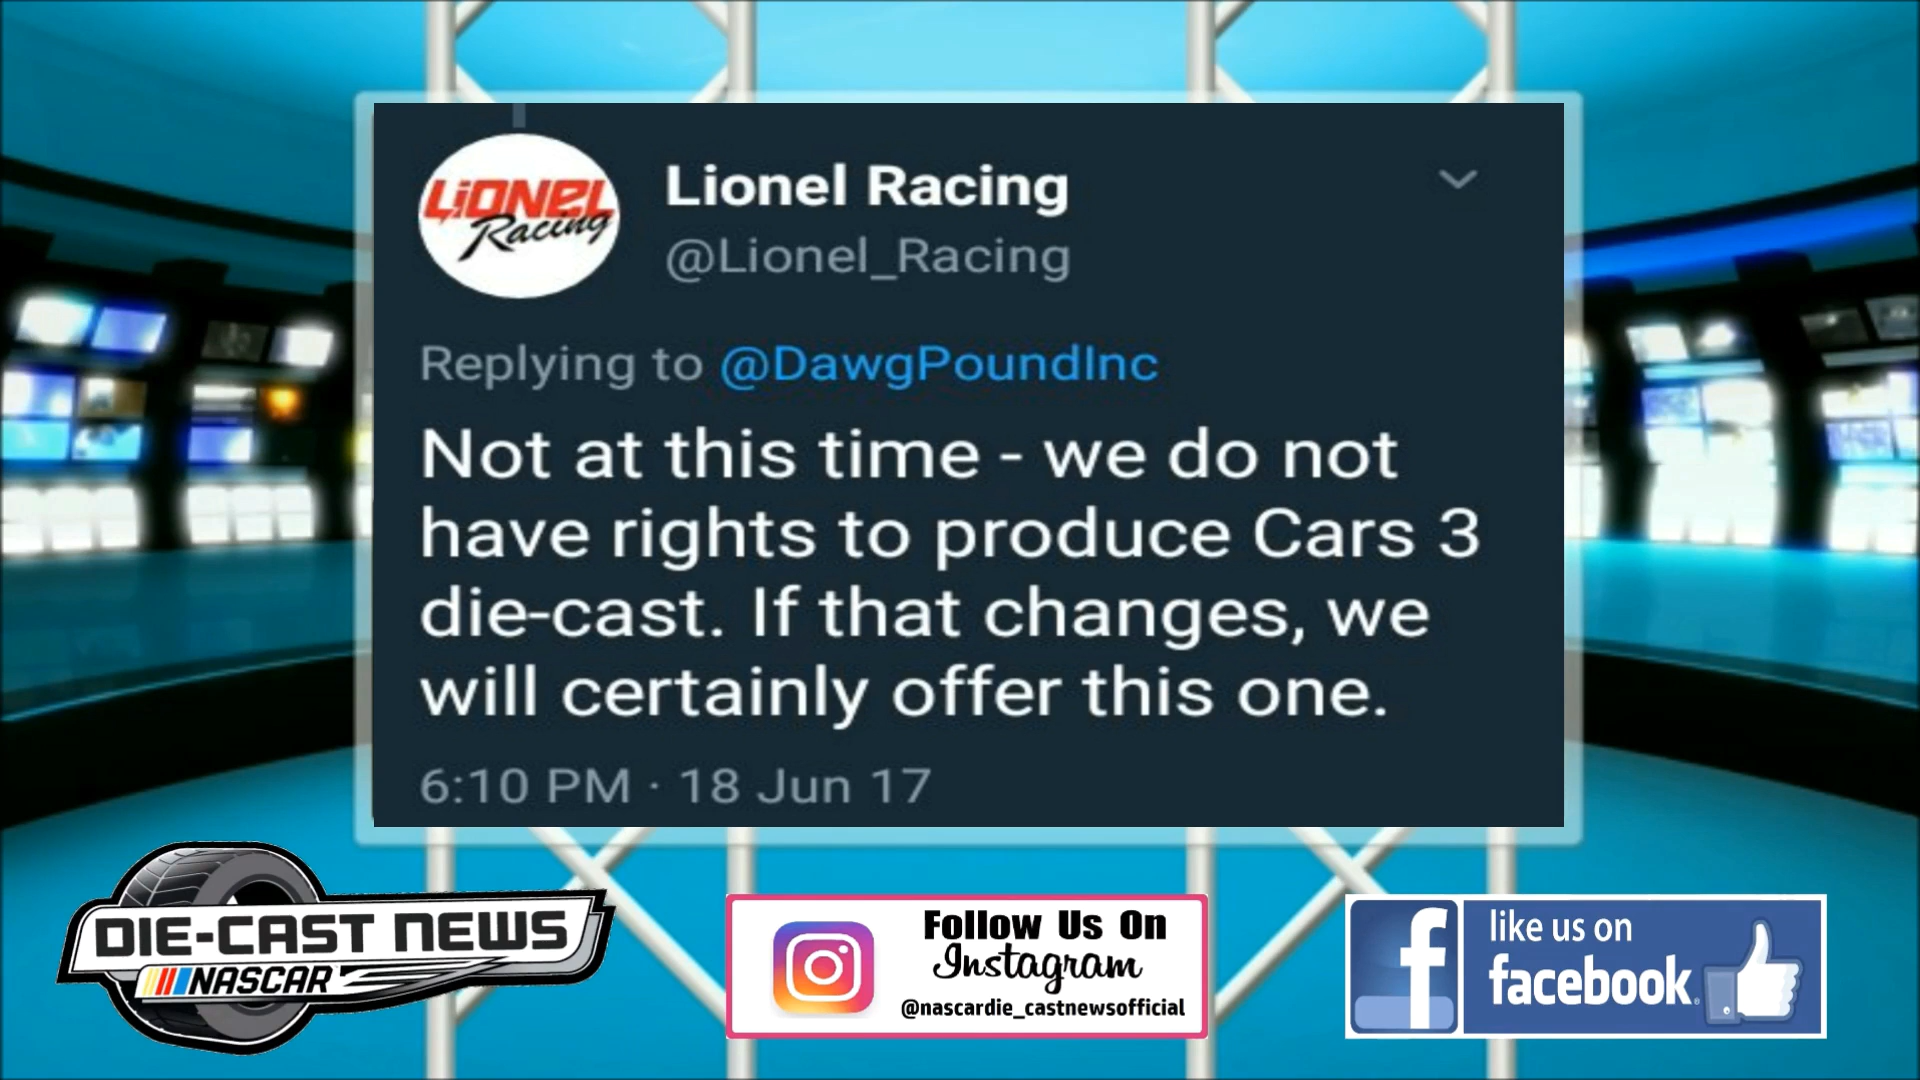 LIONEL
Racing
Lionel Racing
@Lionel_Racing
Replying to @DawgPoundInc
Not at this time - we do not
have rights to produce Cars 3
die-cast. If that changes, we
will certainly offer this one.
6:10 PM · 18 Jun 17
DIE-CAST NEWS
NASCAR
Follow Us On
Instagram
@nascardie_castnewsofficial
f
like us on
facebook